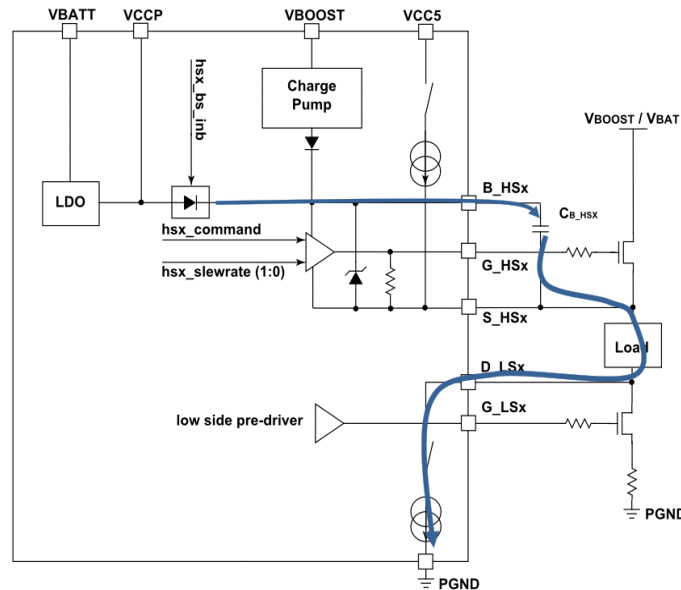 VBATT
VCCP
VBOOST
VCC5
hsx_bs_inb
Charge
Pump
VBOOST / VBAT
LDO
B_HSx
CB_HSX
hsx_command
G_HSx
hsx_slewrate (1:0)
S_HSx
Load
D_LSx
G_LSx
low side pre-driver
PGND
PGND